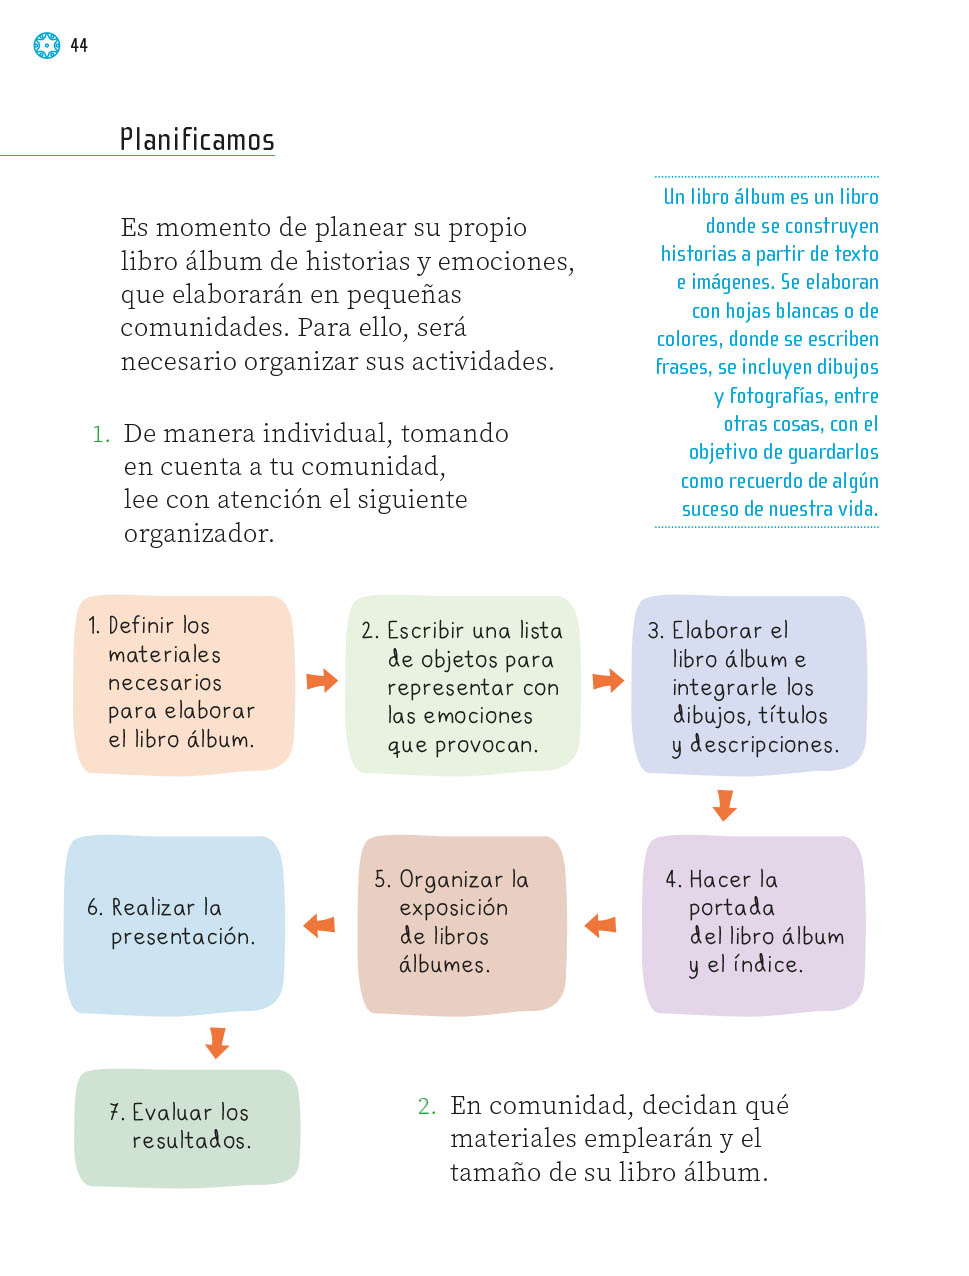 44
Planificamos
Es momento de planear su propio
libro álbum de historias y emociones,
que elaborarán en pequeñas
comunidades. Para ello, será
necesario organizar sus actividades.
Un libro álbum es un libro
donde se construyen
historias a partir de texto
e imágenes. Se elaboran
con hojas blancas o de
colores, donde se escriben
frases, se incluyen dibujos
y fotografías, entre
otras cosas, con el
objetivo de guardarlos
como recuerdo de algún
suceso de nuestra vida.
1. De manera individual, tomando
en cuenta a tu comunidad,
lee con atención el siguiente
organizador.
1. Definir los
materiales
necesarios
para elaborar
el libro álbum.
2. Escribir una lista
de objetos para
representar con
las emociones
que provocan.
3. Elaborar el
libro álbum e
integrarle los
dibujos, títulos
y descripciones.
4. Hacer la
portada
del libro álbum
y el índice.
5. Organizar la
exposición
de libros
álbumes.
6. Realizar la
presentación.
7. Evaluar los
resultados.
2. En comunidad, decidan qué
materiales emplearán y el
tamaño de su libro álbum.